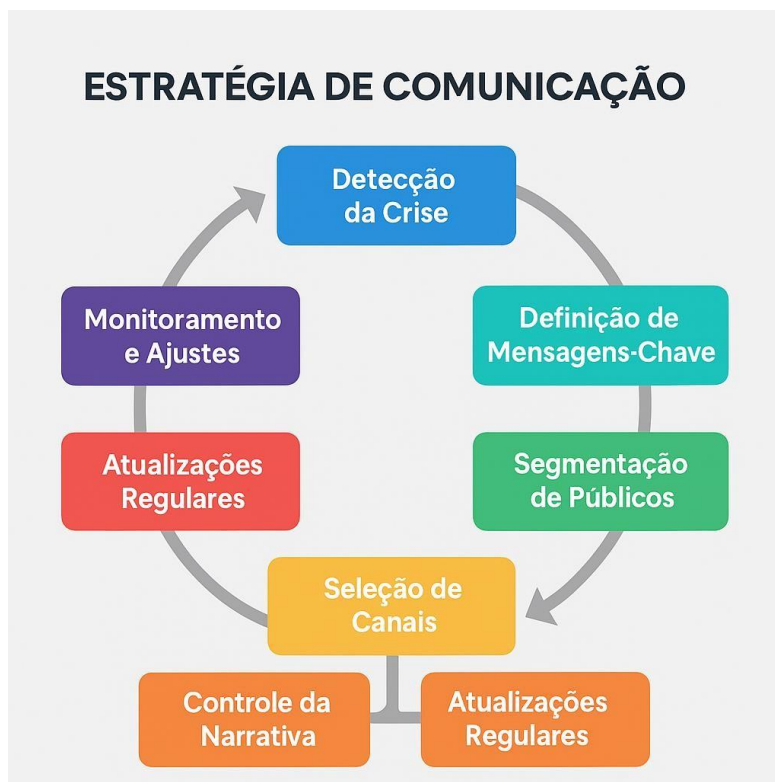 ESTRATÉGIA DE COMUNICAÇÃO
Detecção
da Crise
Definição de
Mensagens-Chave
Segmentação
de Públicos
Seleção de
Canais
Controle da
Narrativa
Atualizações
Regulares
Atualizações
Regulares
Monitoramento
e Ajustes